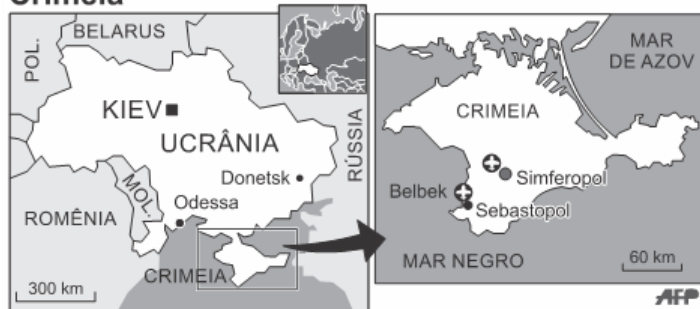 Crimeia
BELARUS
POL.
KIEV
UCRÂNIA
RÚSSIA
Donetsk
MOL.
Odessa
ROMÊNIA
CRIMEIA
300 km
MAR
DE AZOV
CRIMEIA
Simferopol
Belbek
Sebastopol
MAR NEGRO
60 km
AFP